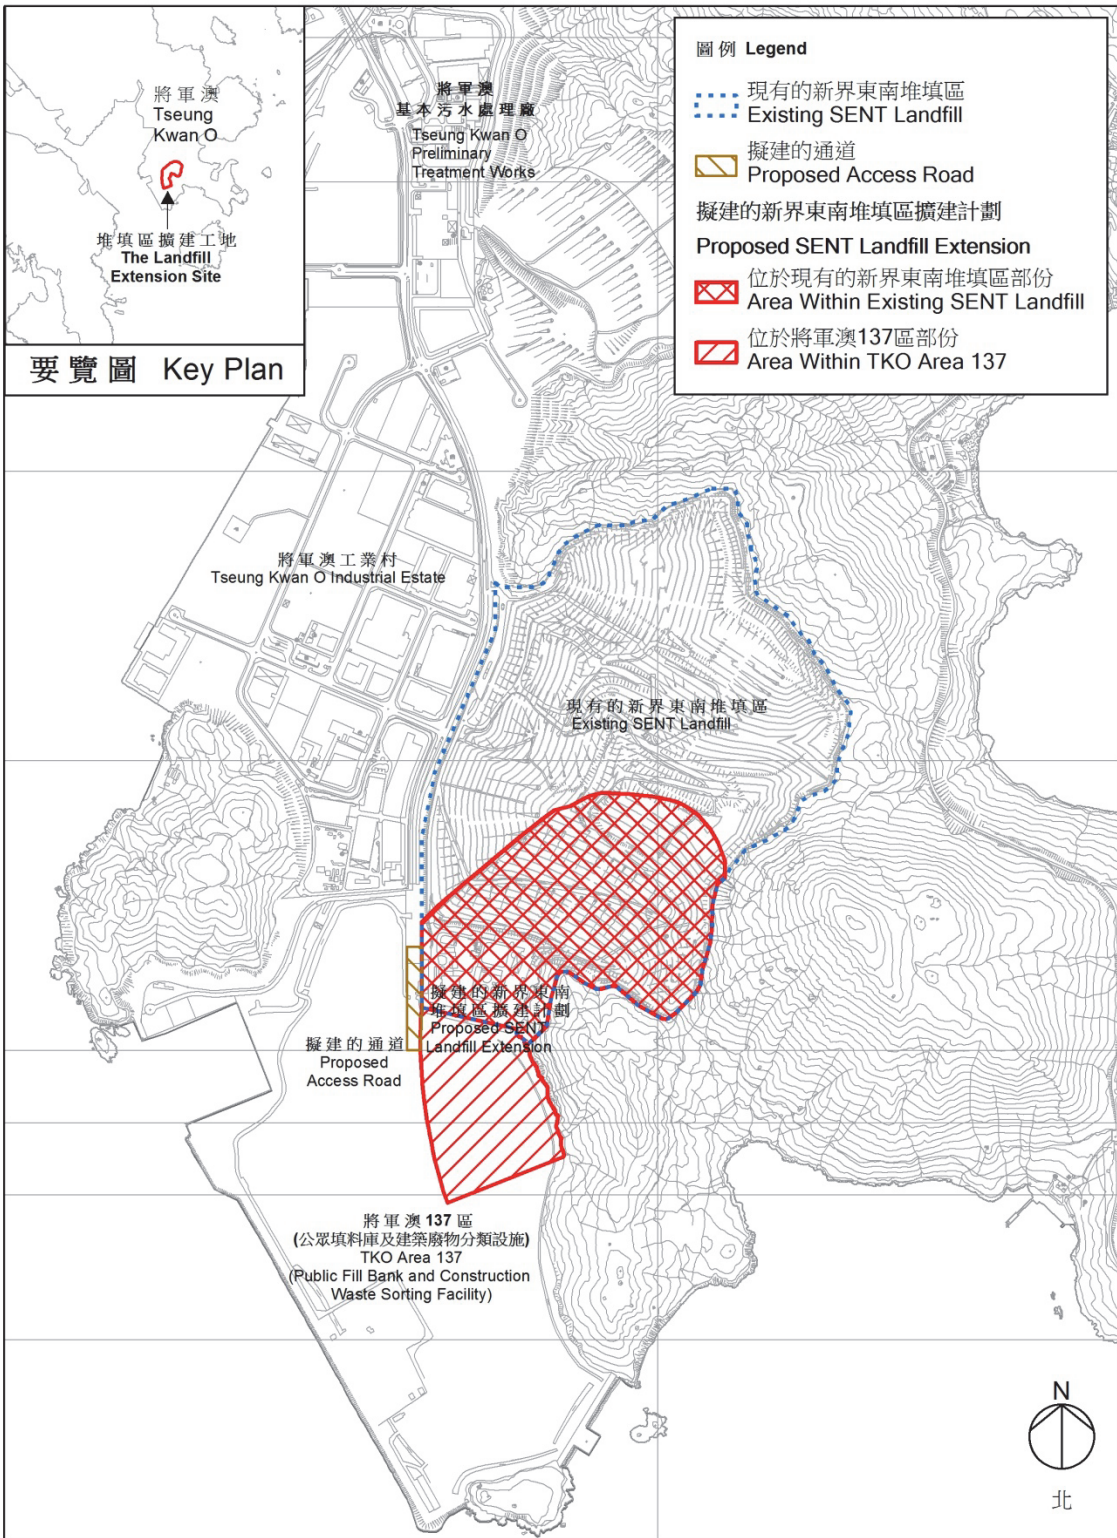 將軍澳
Tseung
Kwan O
堆填區擴建工地
The Landfill
Extension Site
要覽圖 Key Plan
圖例 Legend
現有的新界東南堆填區
Existing SENT Landfill
擬建的通道
Proposed Access Road
擬建的新界東南堆填區擴建計劃
Proposed SENT Landfill Extension
位於現有的新界東南堆填區部份
Area Within Existing SENT Landfill
位於將軍澳137區部份
Area Within TKO Area 137
將軍澳
基本污水處理廠
Tseung Kwan O
Preliminary
Treatment Works
將軍澳工業村
Tseung Kwan O Industrial Estate
現有的新界東南堆填區
Existing SENT Landfill
擬建的新界東南
堆填區擴建計劃
Proposed SENT
Landfill Extension
擬建的通道
Proposed
Access Road
將軍澳137區
(公眾填料庫及建築廢物分類設施)
TKO Area 137
(Public Fill Bank and Construction
Waste Sorting Facility)
N
北